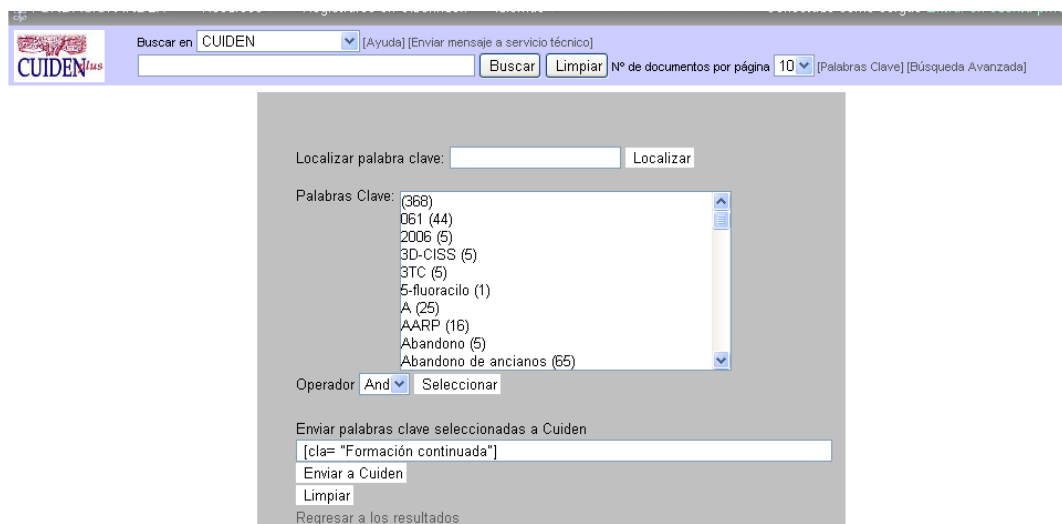 Buscar en CUIDEN [Ayuda] [Enviar mensaje a servicio técnico]
CUIDENplus
Buscar Limpiar Nº de documentos por página 10 [Palabras Clave] [Búsqueda Avanzada]
Localizar palabra clave: Localizar
Palabras Clave:
(368)
061 (44)
2006 (5)
3D-CISS (5)
3TC (5)
5-fluoracilo (1)
A (25)
AARP (16)
Abandono (5)
Abandono de ancianos (65)
Operador And Seleccionar
Enviar palabras clave seleccionadas a Cuiden
[cla= "Formación continuada"]
Enviar a Cuiden
Limpiar
Regresar a los resultados